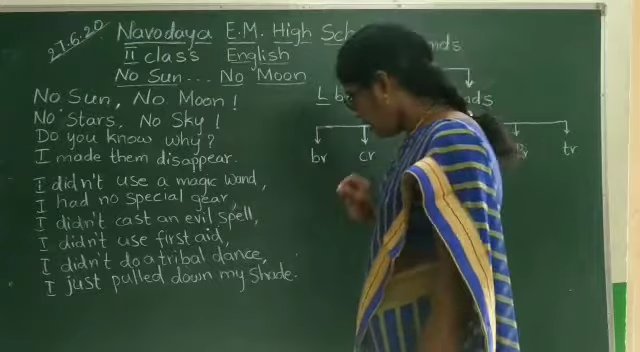 27.6.20
Navodaya E.M. High Sch
II class English
No Sun... No Moon
No Sun, No Moon!
No Stars, No Sky!
Do you know why?
I made them disappear.
I didn't use a magic wand,
I had no special gear,
I didn't cast an evil spell,
I didn't use first aid,
I didn't do a tribal dance,
I just pulled down my shade.
nds
L b nds
br cr br tr